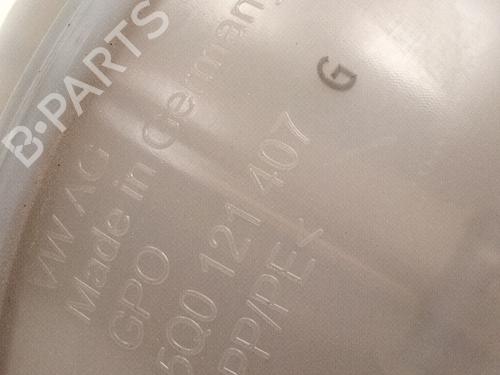 B-PARTS
VW AG
Made in Germany
GPO
5Q0 121 407 G
PP/PE